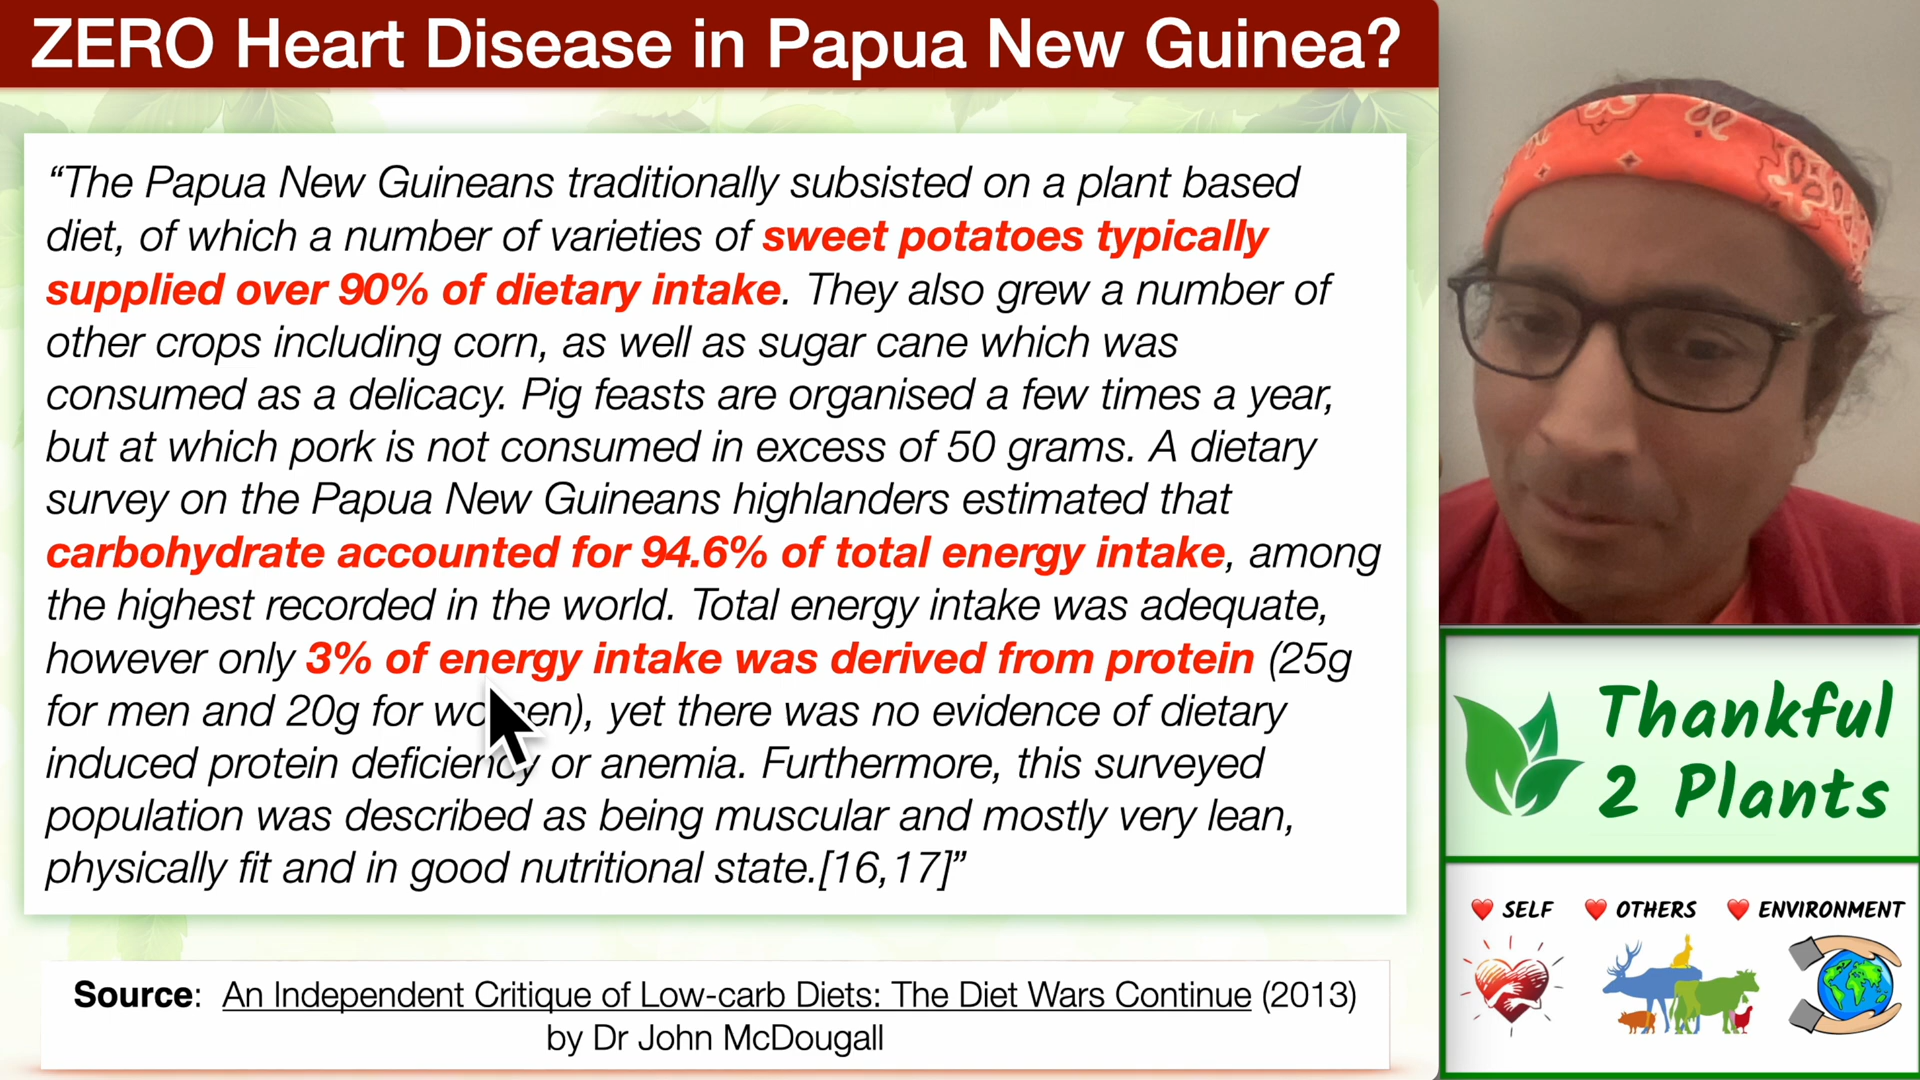 ZERO Heart Disease in Papua New Guinea?
“The Papua New Guineans traditionally subsisted on a plant based
diet, of which a number of varieties of sweet potatoes typically
supplied over 90% of dietary intake. They also grew a number of
other crops including corn, as well as sugar cane which was
consumed as a delicacy. Pig feasts are organised a few times a year,
but at which pork is not consumed in excess of 50 grams. A dietary
survey on the Papua New Guineans highlanders estimated that
carbohydrate accounted for 94.6% of total energy intake, among
the highest recorded in the world. Total energy intake was adequate,
however only 3% of energy intake was derived from protein (25g
for men and 20g for women), yet there was no evidence of dietary
induced protein deficiency or anemia. Furthermore, this surveyed
population was described as being muscular and mostly very lean,
physically fit and in good nutritional state.[16,17]”
Source: An Independent Critique of Low-carb Diets: The Diet Wars Continue (2013)
by Dr John McDougall
Thankful
2 Plants
SELF OTHERS ENVIRONMENT